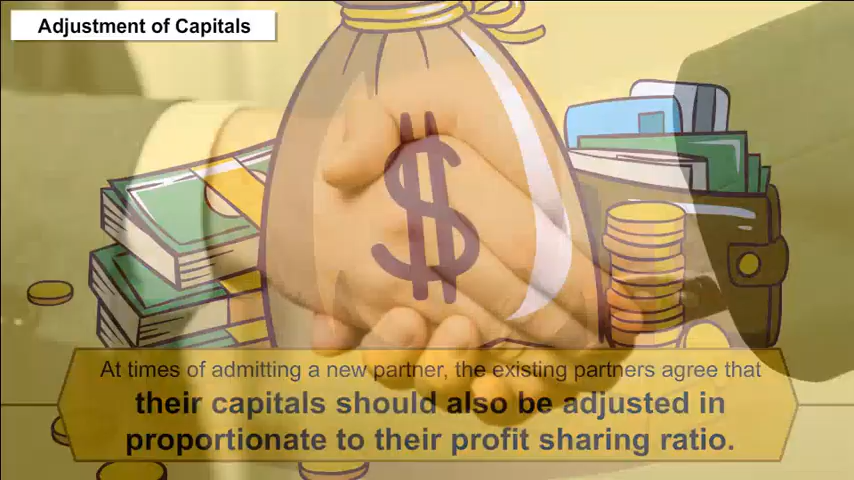 Adjustment of Capitals
$
At times of admitting a new partner, the existing partners agree that
their capitals should also be adjusted in
proportionate to their profit sharing ratio.